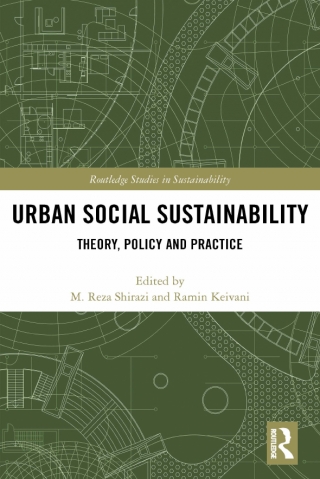 Routledge Studies in Sustainability
URBAN SOCIAL SUSTAINABILITY
THEORY, POLICY AND PRACTICE
Edited by
M. Reza Shirazi and Ramin Keivani
ROUTLEDGE